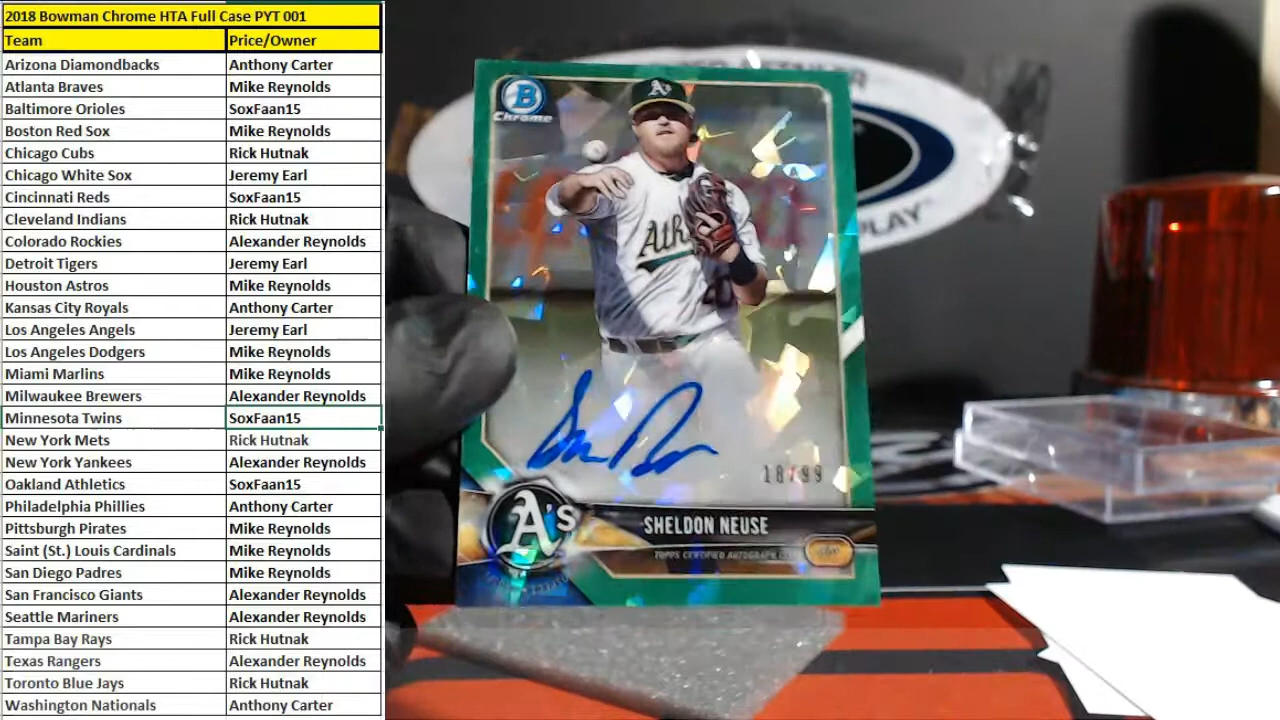 2018 Bowman Chrome HTA Full Case PYT 001
Team Price/Owner
Arizona Diamondbacks Anthony Carter
Atlanta Braves Mike Reynolds
Baltimore Orioles SoxFaan15
Boston Red Sox Mike Reynolds
Chicago Cubs Rick Hutnak
Chicago White Sox Jeremy Earl
Cincinnati Reds SoxFaan15
Cleveland Indians Rick Hutnak
Colorado Rockies Alexander Reynolds
Detroit Tigers Jeremy Earl
Houston Astros Mike Reynolds
Kansas City Royals Anthony Carter
Los Angeles Angels Jeremy Earl
Los Angeles Dodgers Mike Reynolds
Miami Marlins Mike Reynolds
Milwaukee Brewers Alexander Reynolds
Minnesota Twins SoxFaan15
New York Mets Rick Hutnak
New York Yankees Alexander Reynolds
Oakland Athletics SoxFaan15
Philadelphia Phillies Anthony Carter
Pittsburgh Pirates Mike Reynolds
Saint (St.) Louis Cardinals Mike Reynolds
San Diego Padres Mike Reynolds
San Francisco Giants Alexander Reynolds
Seattle Mariners Alexander Reynolds
Tampa Bay Rays Rick Hutnak
Texas Rangers Alexander Reynolds
Toronto Blue Jays Rick Hutnak
Washington Nationals Anthony Carter
B
Chrome
A's
Ath
18/99
A's
SHELDON NEUSE
TOPPS CERTIFIED AUTOGRAPH
PLAY